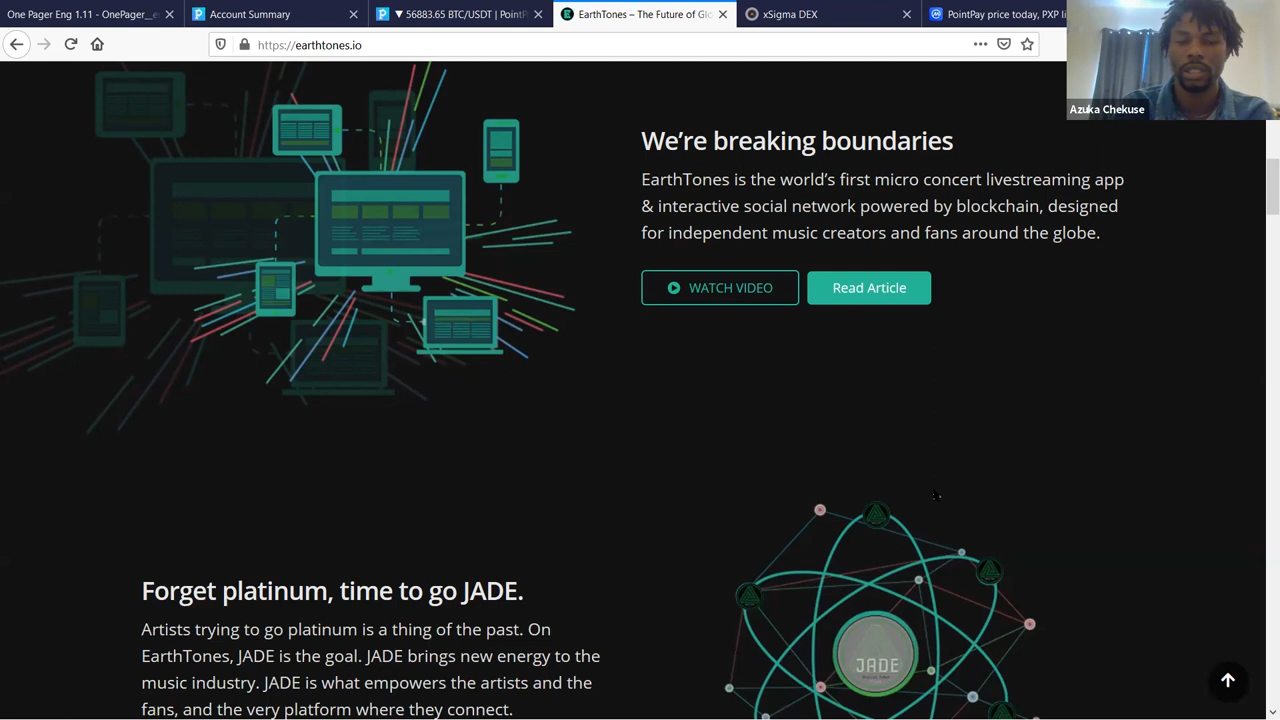 One Pager Eng 1.11 - OnePager_e
Account Summary
▼ 56883.65 BTC/USDT | PointP
EarthTones – The Future of Glo
xSigma DEX
PointPay price today, PXP li
https://earthtones.io
Azuka Chekuse
We're breaking boundaries
EarthTones is the world's first micro concert livestreaming app
& interactive social network powered by blockchain, designed
for independent music creators and fans around the globe.
WATCH VIDEO
Read Article
Forget platinum, time to go JADE.
Artists trying to go platinum is a thing of the past. On
EarthTones, JADE is the goal. JADE brings new energy to the
music industry. JADE is what empowers the artists and the
fans, and the very platform where they connect.
JADE